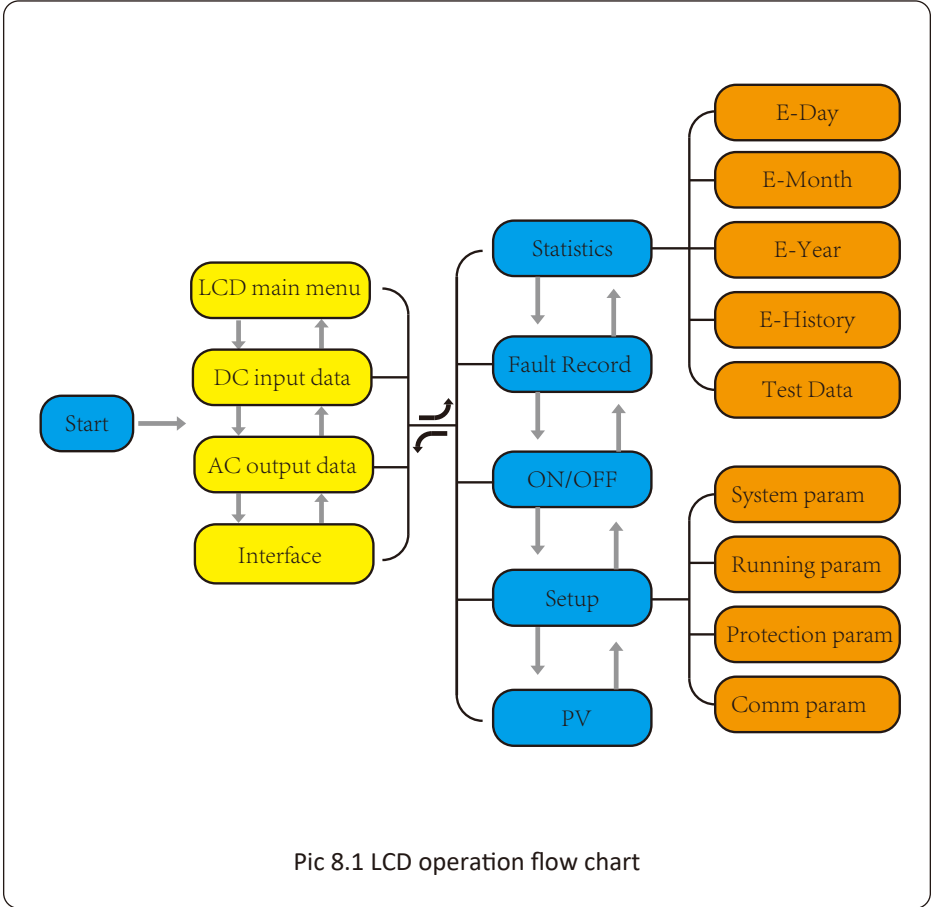 Start
LCD main menu
DC input data
AC output data
Interface
Statistics
Fault Record
ON/OFF
Setup
PV
E-Day
E-Month
E-Year
E-History
Test Data
System param
Running param
Protection param
Comm param
Pic 8.1 LCD operation flow chart